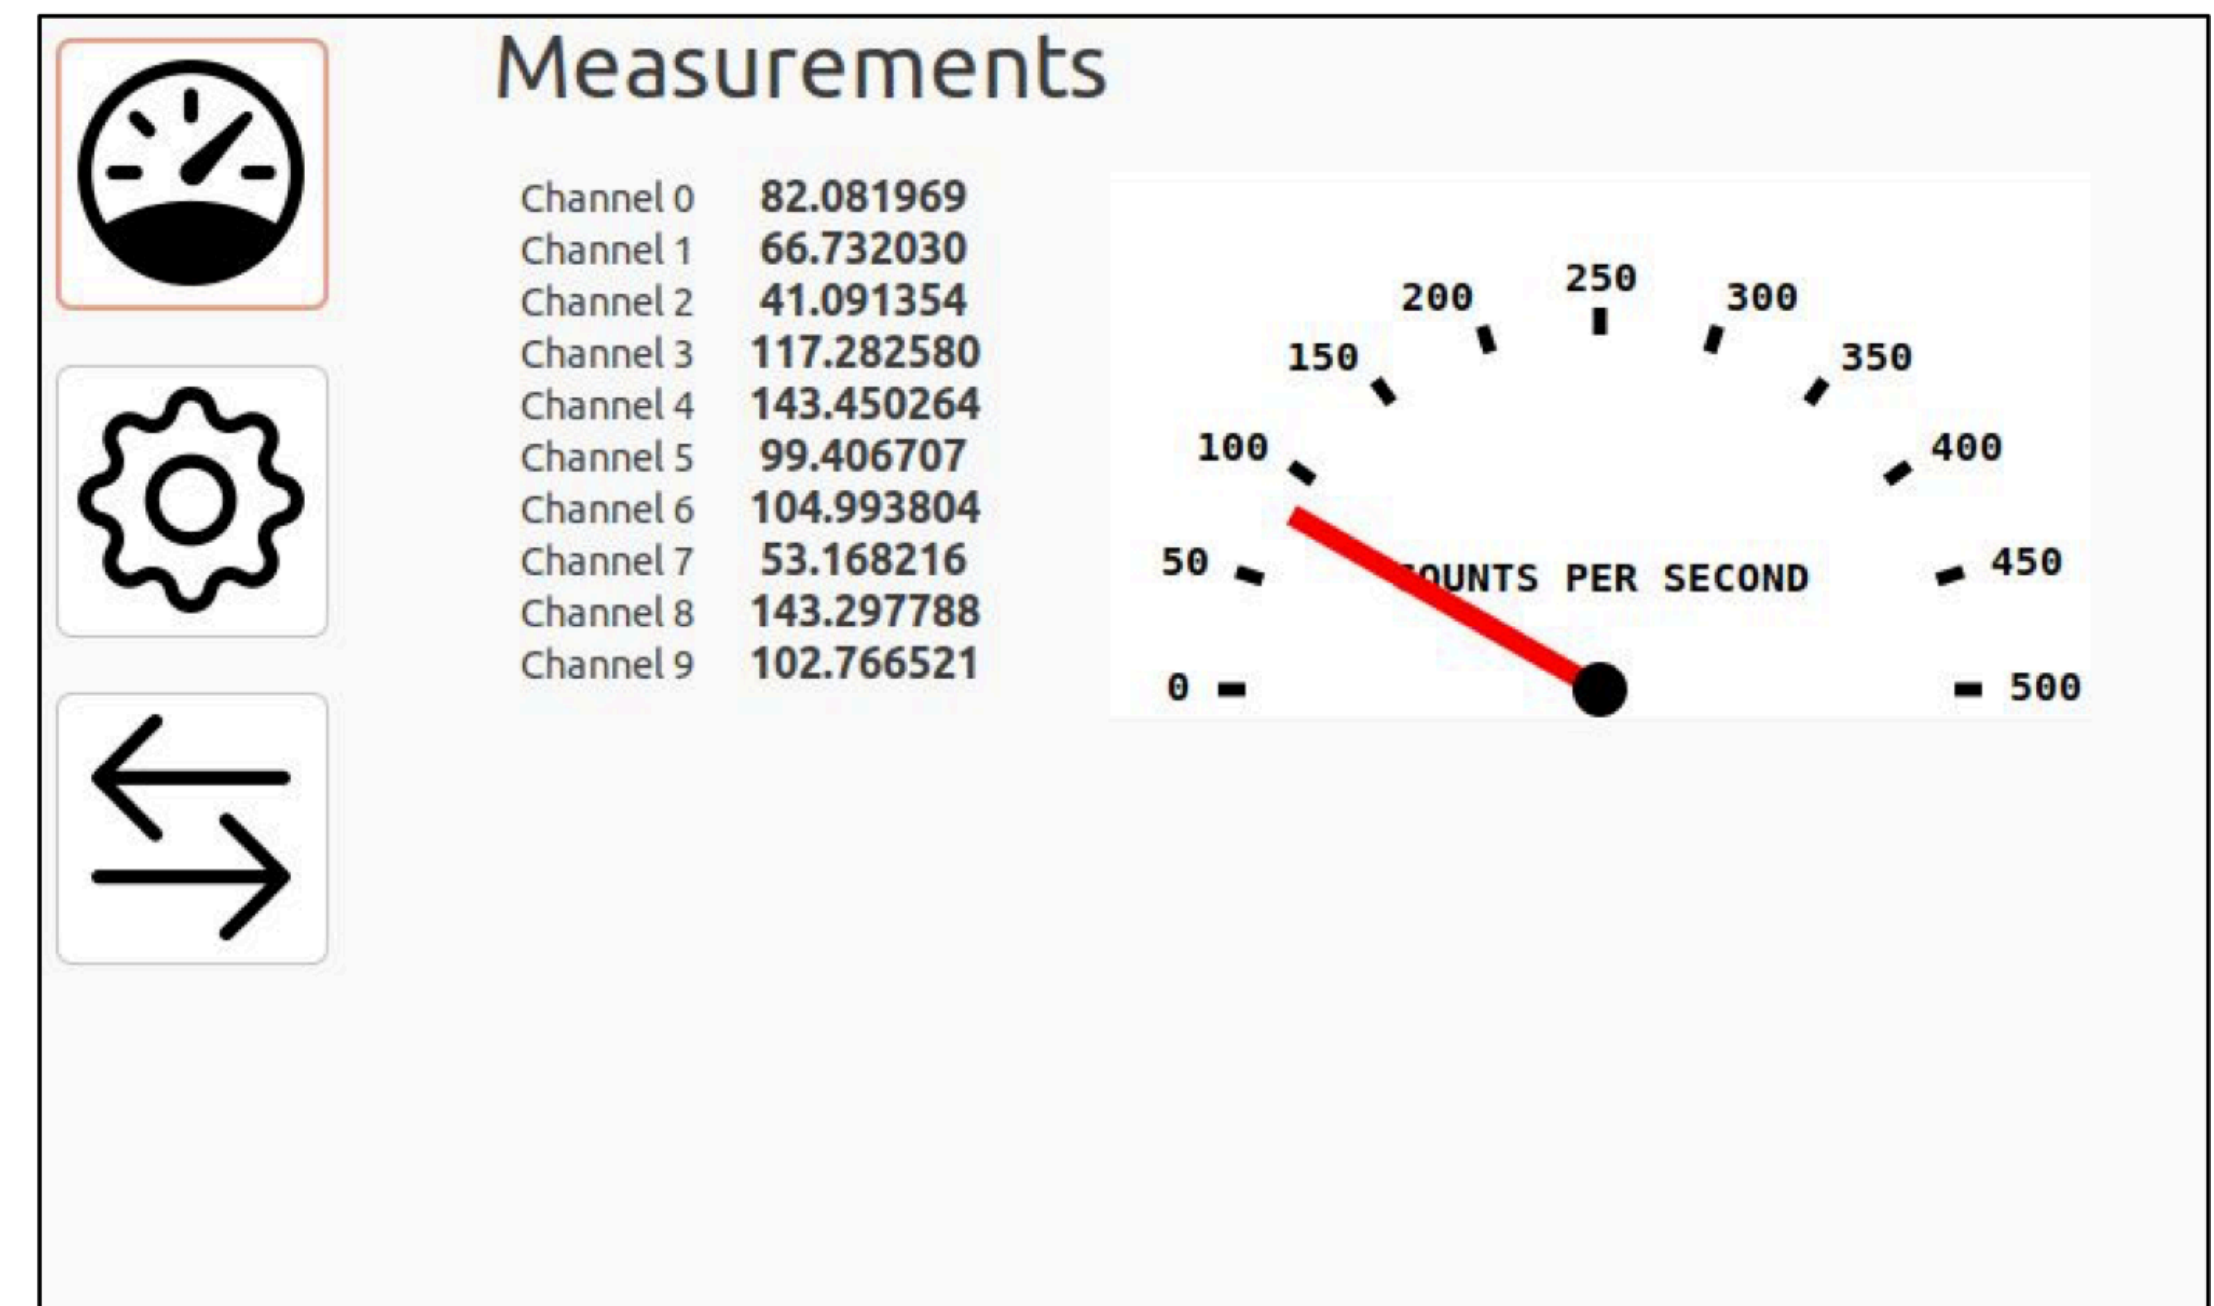 Measurements
Channel 0 82.081969
Channel 1 66.732030
Channel 2 41.091354
Channel 3 117.282580
Channel 4 143.450264
Channel 5 99.406707
Channel 6 104.993804
Channel 7 53.168216
Channel 8 143.297788
Channel 9 102.766521
250
200 300
150 350
100 400
50 450
COUNTS PER SECOND
0 500